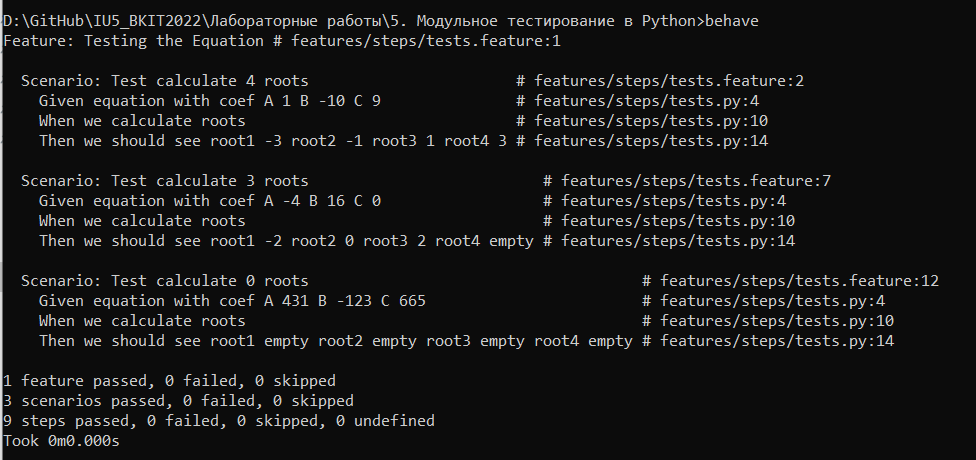 D:\GitHub\IU5_BKIT2022\Лабораторные работы\5. Модульное тестирование в Python>behave
Feature: Testing the Equation # features/steps/tests.feature:1
  Scenario: Test calculate 4 roots                       # features/steps/tests.feature:2
    Given equation with coef A 1 B -10 C 9               # features/steps/tests.py:4
    When we calculate roots                              # features/steps/tests.py:10
    Then we should see root1 -3 root2 -1 root3 1 root4 3 # features/steps/tests.py:14
  Scenario: Test calculate 3 roots                          # features/steps/tests.feature:7
    Given equation with coef A -4 B 16 C 0                  # features/steps/tests.py:4
    When we calculate roots                                 # features/steps/tests.py:10
    Then we should see root1 -2 root2 0 root3 2 root4 empty # features/steps/tests.py:14
  Scenario: Test calculate 0 roots                                     # features/steps/tests.feature:12
    Given equation with coef A 431 B -123 C 665                        # features/steps/tests.py:4
    When we calculate roots                                            # features/steps/tests.py:10
    Then we should see root1 empty root2 empty root3 empty root4 empty # features/steps/tests.py:14
1 feature passed, 0 failed, 0 skipped
3 scenarios passed, 0 failed, 0 skipped
9 steps passed, 0 failed, 0 skipped, 0 undefined
Took 0m0.000s